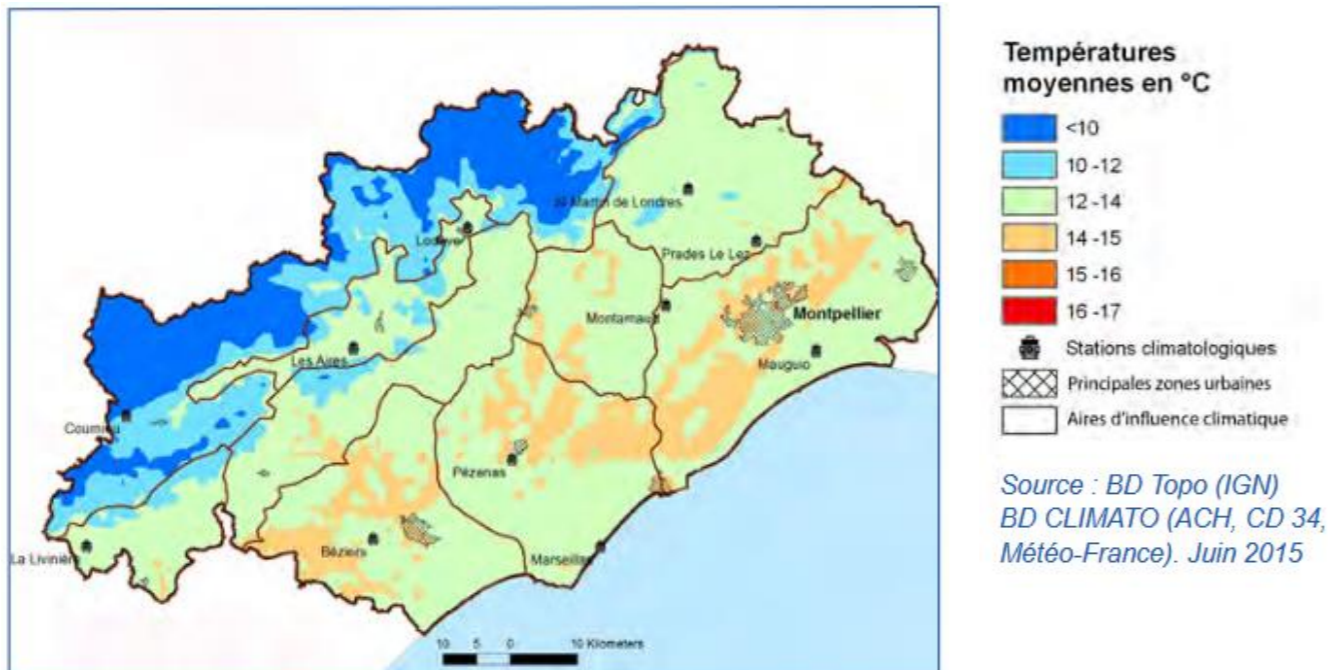 St Martin de Londres
Lodève
Prades Le Lez
Montarnaud
Montpellier
Les Aires
Mauguio
Pézenas
Béziers
La Livinière
Marseillan
10 5 0 10 Kilometers
Températures
moyennes en °C
<10
10 -12
12 -14
14 -15
15 -16
16 -17
Stations climatologiques
Principales zones urbaines
Aires d'influence climatique
Source : BD Topo (IGN)
BD CLIMATO (ACH, CD 34,
Météo-France). Juin 2015